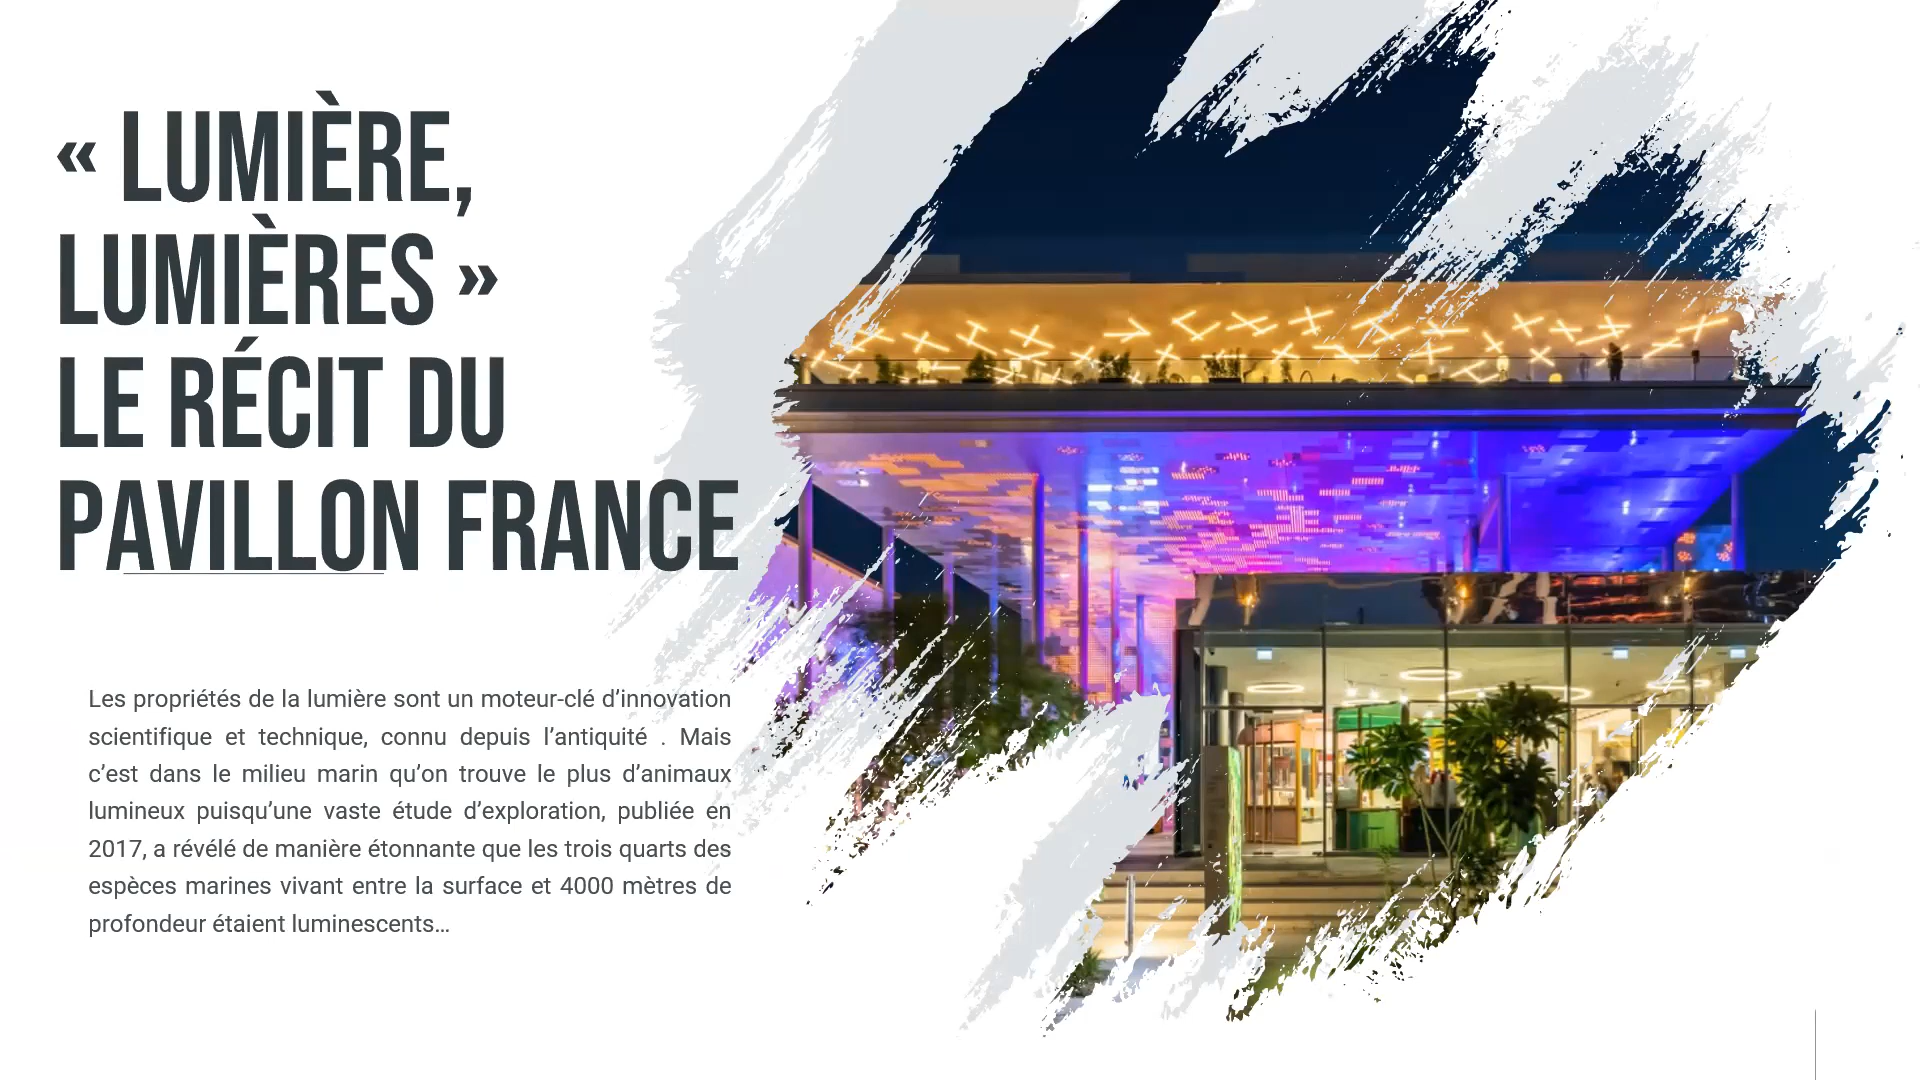 « LUMIÈRE,
LUMIÈRES »
LE RÉCIT DU
PAVILLON FRANCE
Les propriétés de la lumière sont un moteur-clé d’innovation
scientifique et technique, connu depuis l’antiquité . Mais
c’est dans le milieu marin qu’on trouve le plus d’animaux
lumineux puisqu’une vaste étude d’exploration, publiée en
2017, a révélé de manière étonnante que les trois quarts des
espèces marines vivant entre la surface et 4000 mètres de
profondeur étaient luminescents…